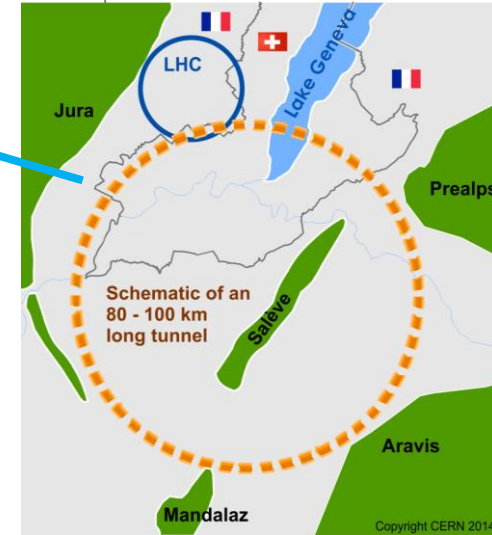 LHC
Lake Geneva
Jura
Prealps
Schematic of an
80 - 100 km
long tunnel
Salève
Aravis
Mandalaz
Copyright CERN 2014